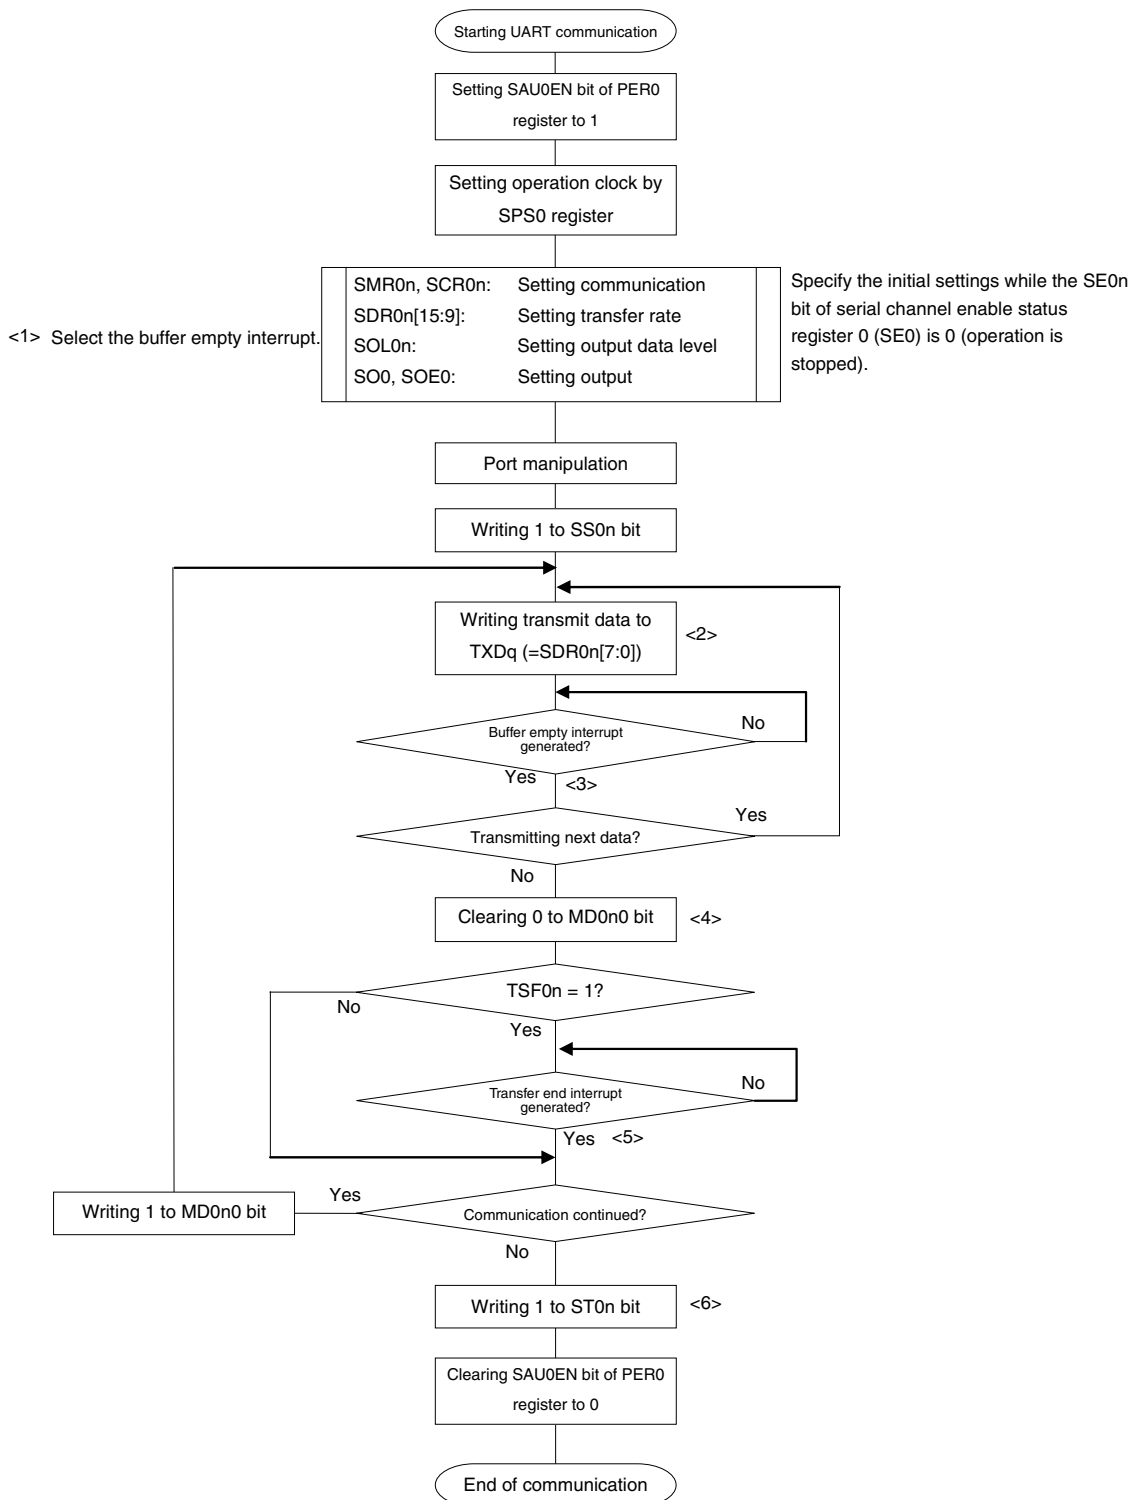 Starting UART communication
Setting SAU0EN bit of PER0
register to 1
Setting operation clock by
SPS0 register
<1> Select the buffer empty interrupt.
SMR0n, SCR0n: Setting communication
SDR0n[15:9]: Setting transfer rate
SOL0n: Setting output data level
SO0, SOE0: Setting output
Specify the initial settings while the SE0n
bit of serial channel enable status
register 0 (SE0) is 0 (operation is
stopped).
Port manipulation
Writing 1 to SS0n bit
Writing transmit data to
TXDq (=SDR0n[7:0])
<2>
Buffer empty interrupt
generated?
No
Yes
<3>
Transmitting next data?
Yes
No
Clearing 0 to MD0n0 bit
<4>
TSF0n = 1?
No
Yes
Transfer end interrupt
generated?
No
Yes
<5>
Communication continued?
Yes
Writing 1 to MD0n0 bit
No
Writing 1 to ST0n bit
<6>
Clearing SAU0EN bit of PER0
register to 0
End of communication